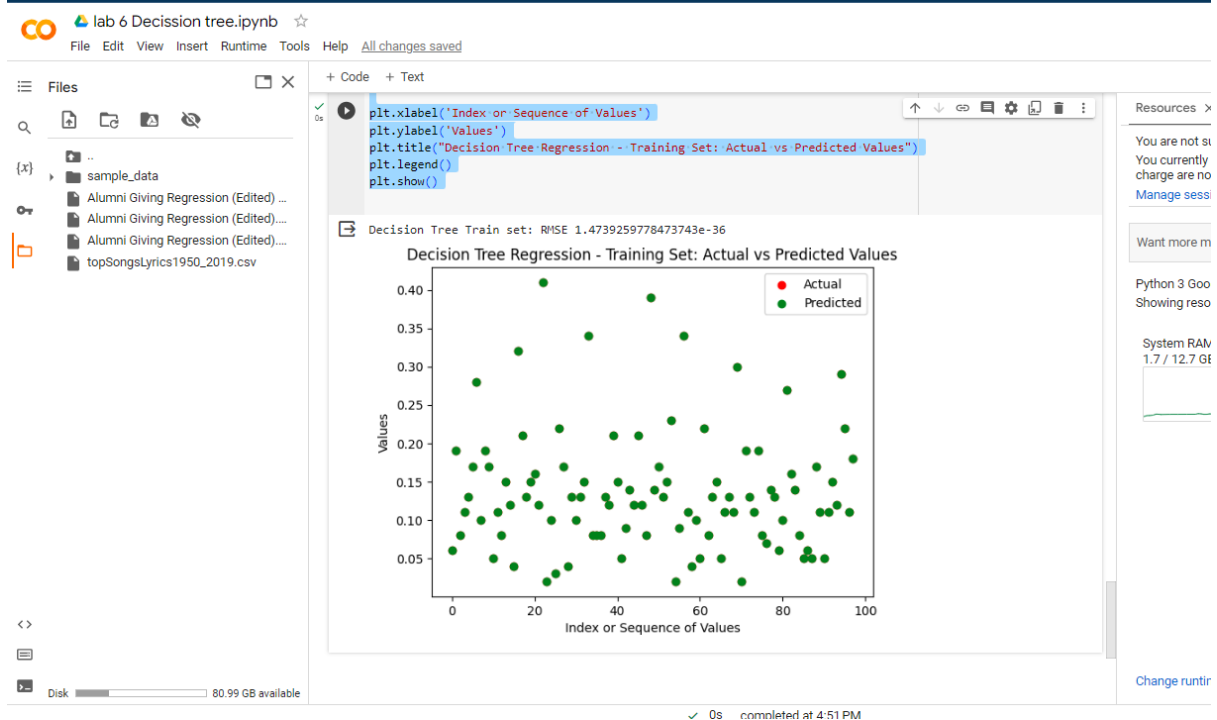 lab 6 Decission tree.ipynb
File Edit View Insert Runtime Tools Help All changes saved
Files
+ Code + Text
Resources
sample_data
Alumni Giving Regression (Edited) ...
Alumni Giving Regression (Edited)....
Alumni Giving Regression (Edited)....
topSongsLyrics1950_2019.csv
{x}
0s
plt.xlabel('Index or Sequence of Values')
plt.ylabel('Values')
plt.title("Decision Tree Regression - Training Set: Actual vs Predicted Values")
plt.legend()
plt.show()
Decision Tree Train set: RMSE 1.4739259778473743e-36
Decision Tree Regression - Training Set: Actual vs Predicted Values
Actual
Predicted
Values
0.40
0.35
0.30
0.25
0.20
0.15
0.10
0.05
0 20 40 60 80 100
Index or Sequence of Values
You are not su
You currently
charge are no
Manage sessi
Want more m
Python 3 Goo
Showing reso
System RAM
1.7 / 12.7 GB
Change runtin
Disk 80.99 GB available
0s completed at 4:51 PM